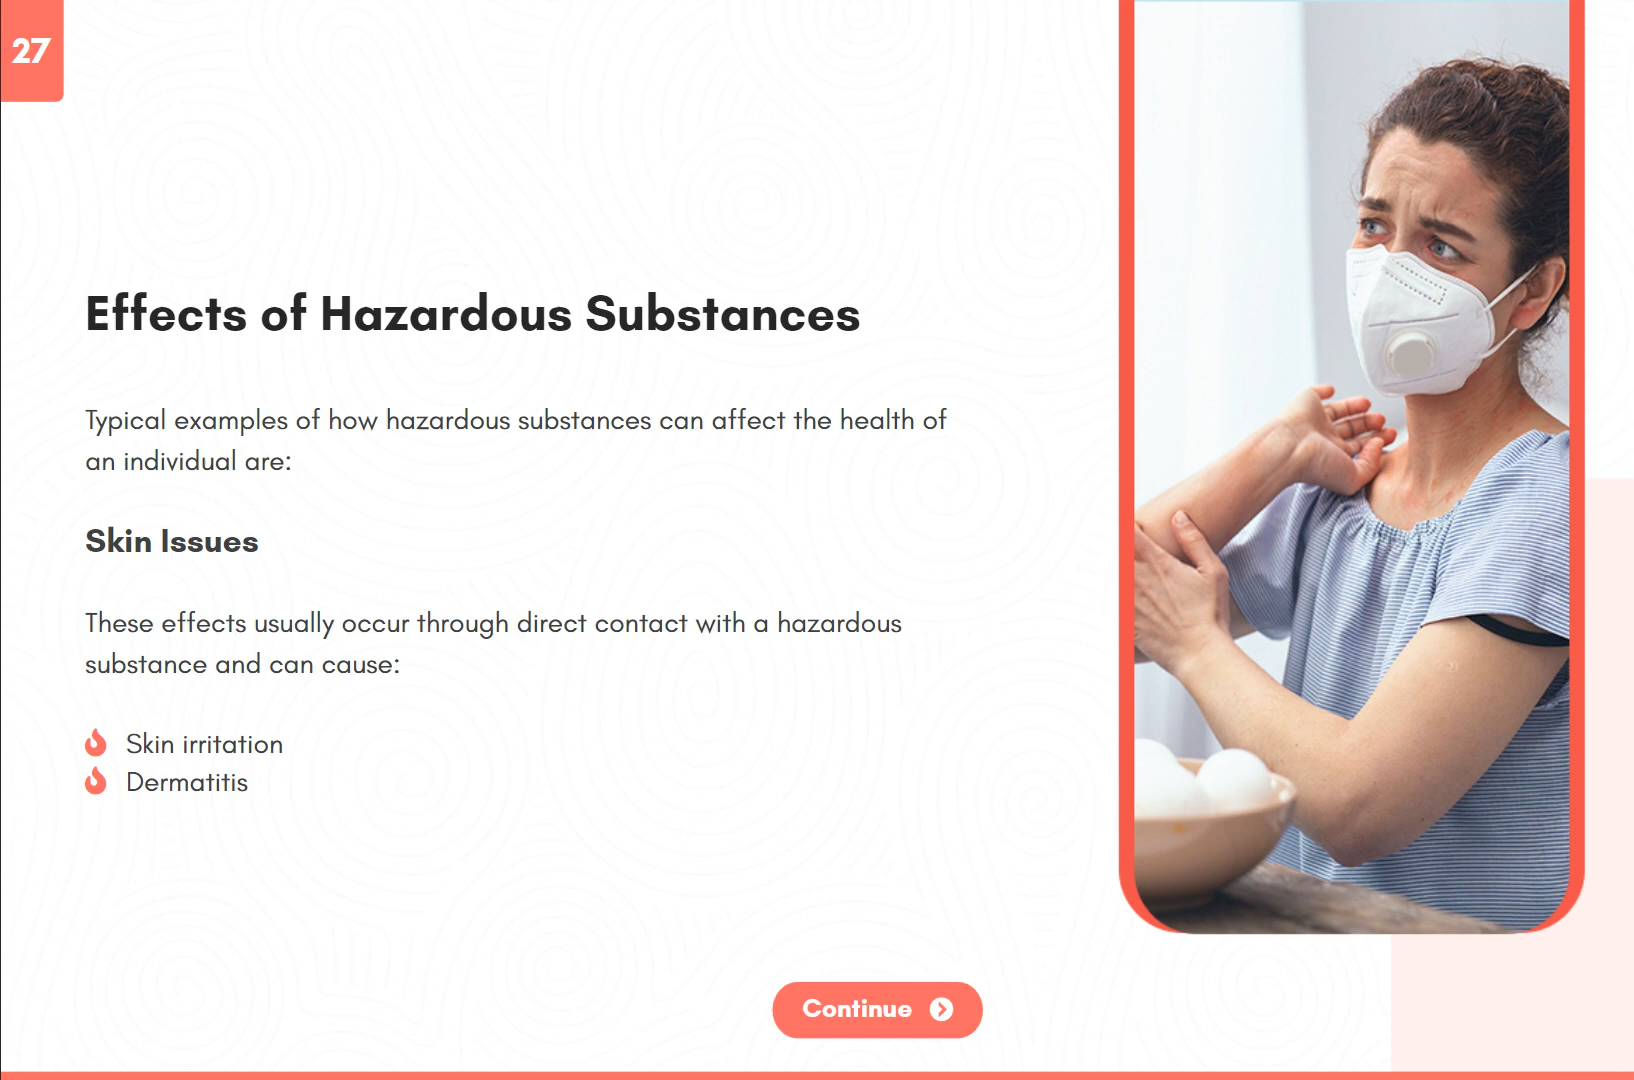 27
Effects of Hazardous Substances
Typical examples of how hazardous substances can affect the health of
an individual are:
Skin Issues
These effects usually occur through direct contact with a hazardous
substance and can cause:
Skin irritation
Dermatitis
Continue